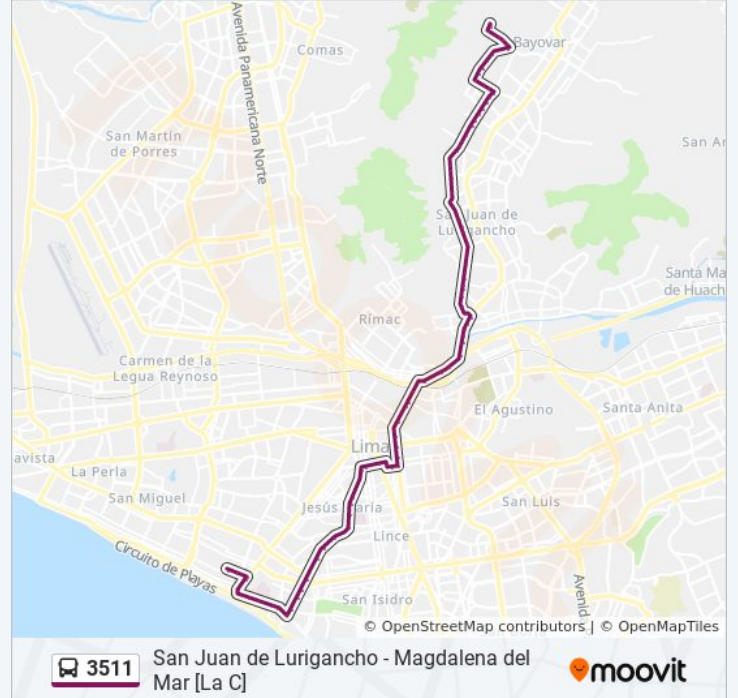 Avenida Panamericana Norte
Comas
Bayovar
San Martín
de Porres
San Ar
San Juan de
Lurigancho
Santa Ma
de Huach
Rímac
Carmen de la
Legua Reynoso
El Agustino
Santa Anita
Lima
avista
La Perla
San Miguel
San Luis
Jesús María
Lince
Circuito de Playas
San Isidro
Avenid
© OpenStreetMap contributors | © OpenMapTiles
3511
San Juan de Lurigancho - Magdalena del
Mar [La C]
moovit